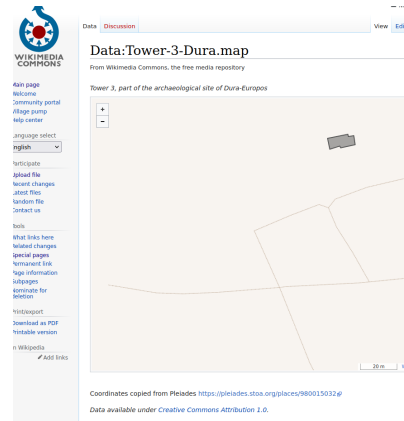 WIKIMEDIA
COMMONS
Main page
Welcome
Community portal
Village pump
Help center
Language select
nglish
Participate
Upload file
Recent changes
Latest files
Random file
Contact us
Tools
What links here
Related changes
Special pages
Permanent link
Page information
Subpages
Nominate for
deletion
Print/export
Download as PDF
Printable version
In Wikipedia
Add links
Data Discussion
View Edi
Data:Tower-3-Dura.map
From Wikimedia Commons, the free media repository
Tower 3, part of the archaeological site of Dura-Europos
+
−
20 m
Coordinates copied from Pleiades https://pleiades.stoa.org/places/980015032
Data available under Creative Commons Attribution 1.0.